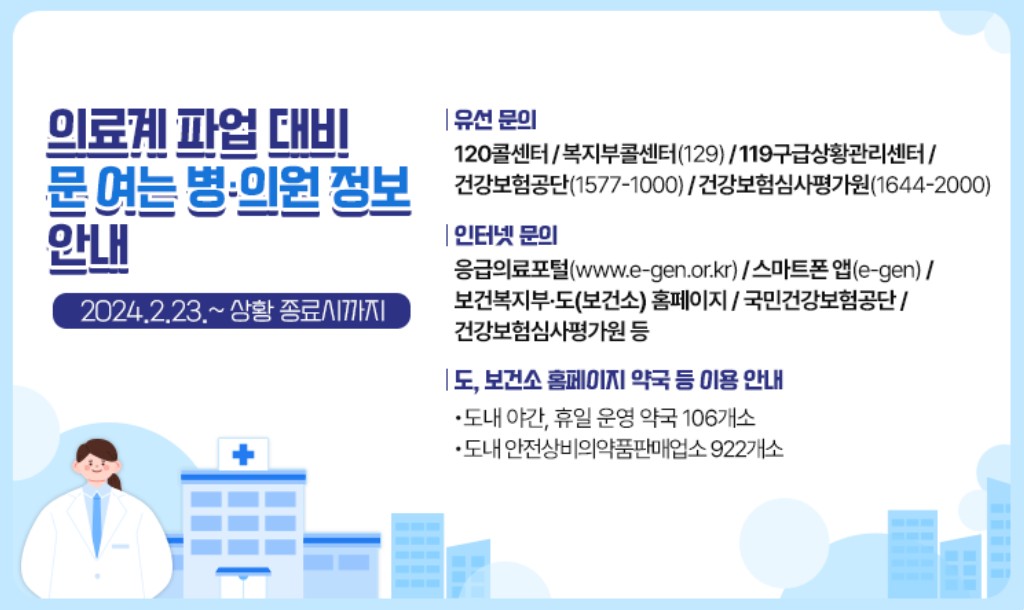 의료계 파업 대비
문 여는 병·의원 정보
안내
2024.2.23.~ 상황 종료시까지
유선 문의
120콜센터 / 복지부콜센터(129) / 119구급상황관리센터 /
건강보험공단(1577-1000) / 건강보험심사평가원(1644-2000)
인터넷 문의
응급의료포털(www.e-gen.or.kr) / 스마트폰 앱(e-gen) /
보건복지부·도(보건소) 홈페이지 / 국민건강보험공단 /
건강보험심사평가원 등
도, 보건소 홈페이지 약국 등 이용 안내
•도내 야간, 휴일 운영 약국 106개소
•도내 안전상비의약품판매업소 922개소